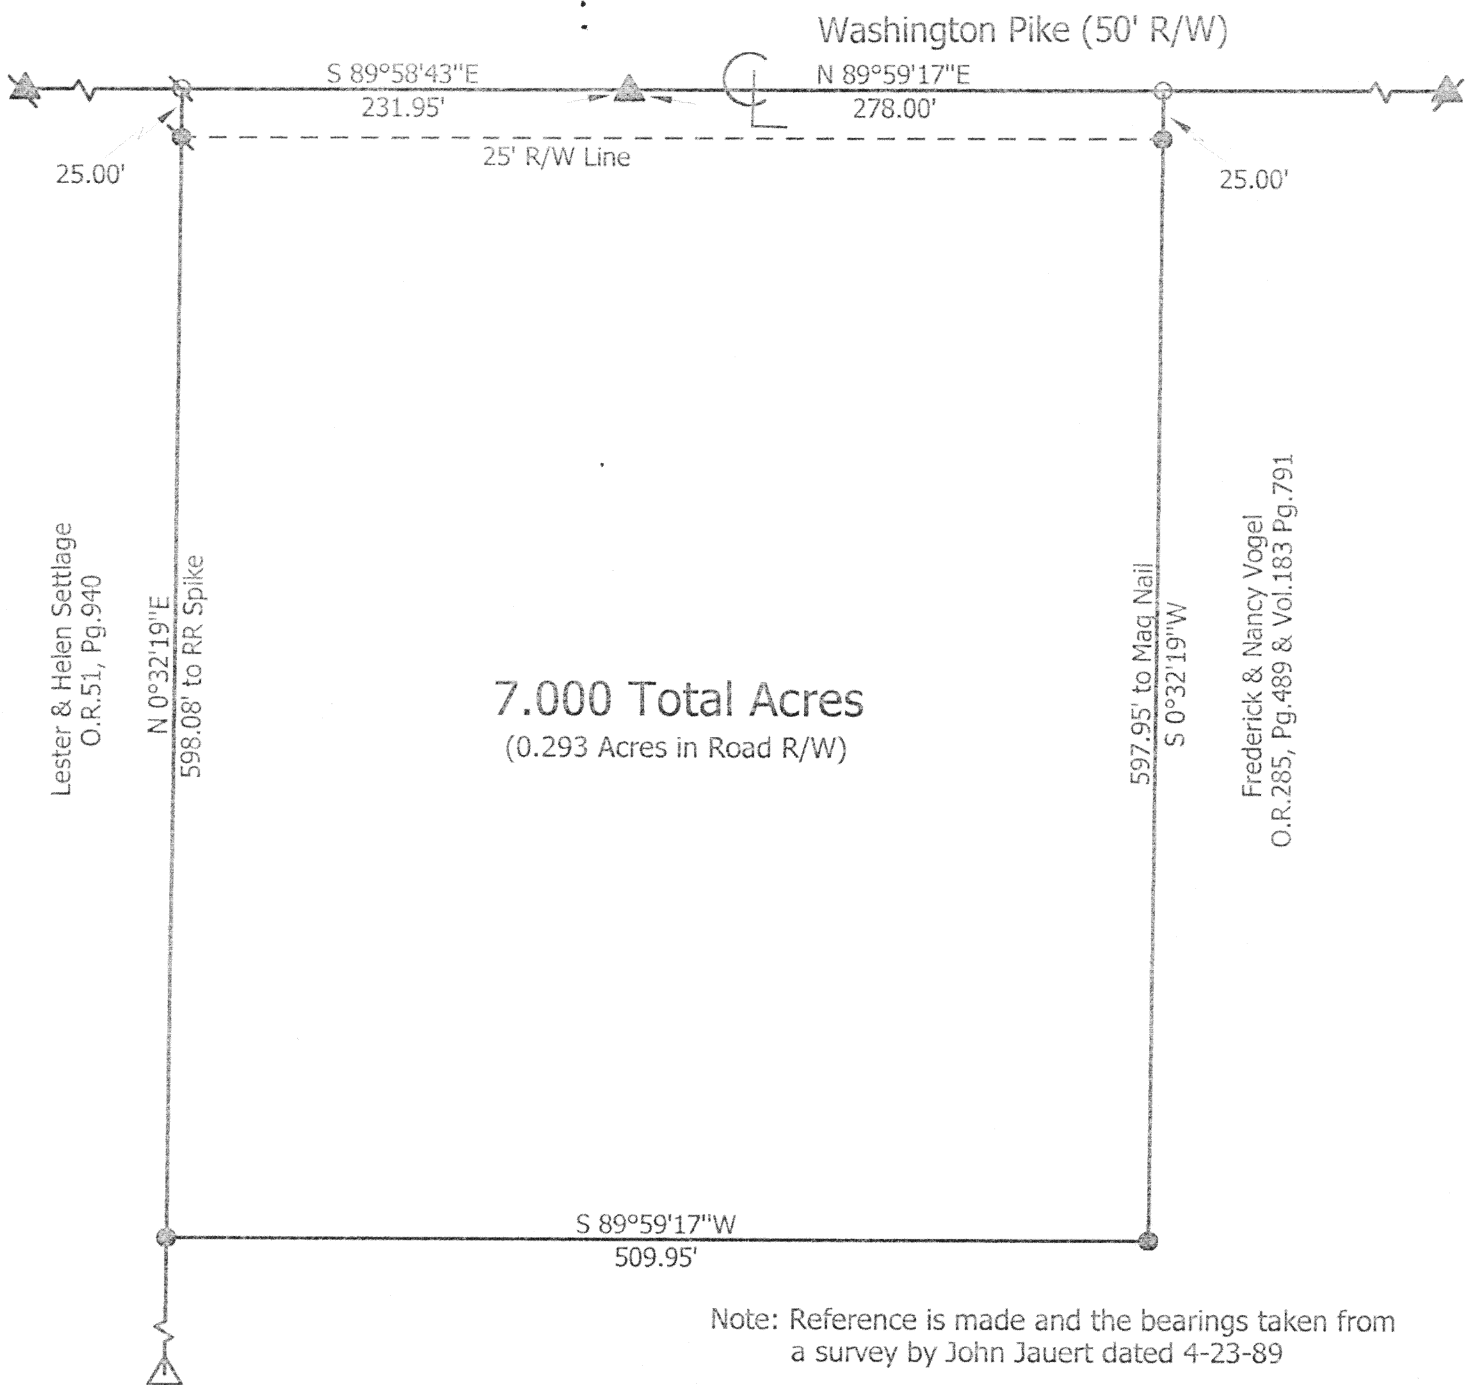 Washington Pike (50' R/W)
S 89°58'43"E
231.95'
N 89°59'17"E
278.00'
25.00'
25' R/W Line
25.00'
Lester & Helen Settlage
O.R.51, Pg.940
N 0°32'19"E
598.08' to RR Spike
7.000 Total Acres
(0.293 Acres in Road R/W)
597.95' to Mag Nail
S 0°32'19"W
Frederick & Nancy Vogel
O.R.285, Pg.489 & Vol.183 Pg.791
S 89°59'17"W
509.95'
Note: Reference is made and the bearings taken from
a survey by John Jauert dated 4-23-89